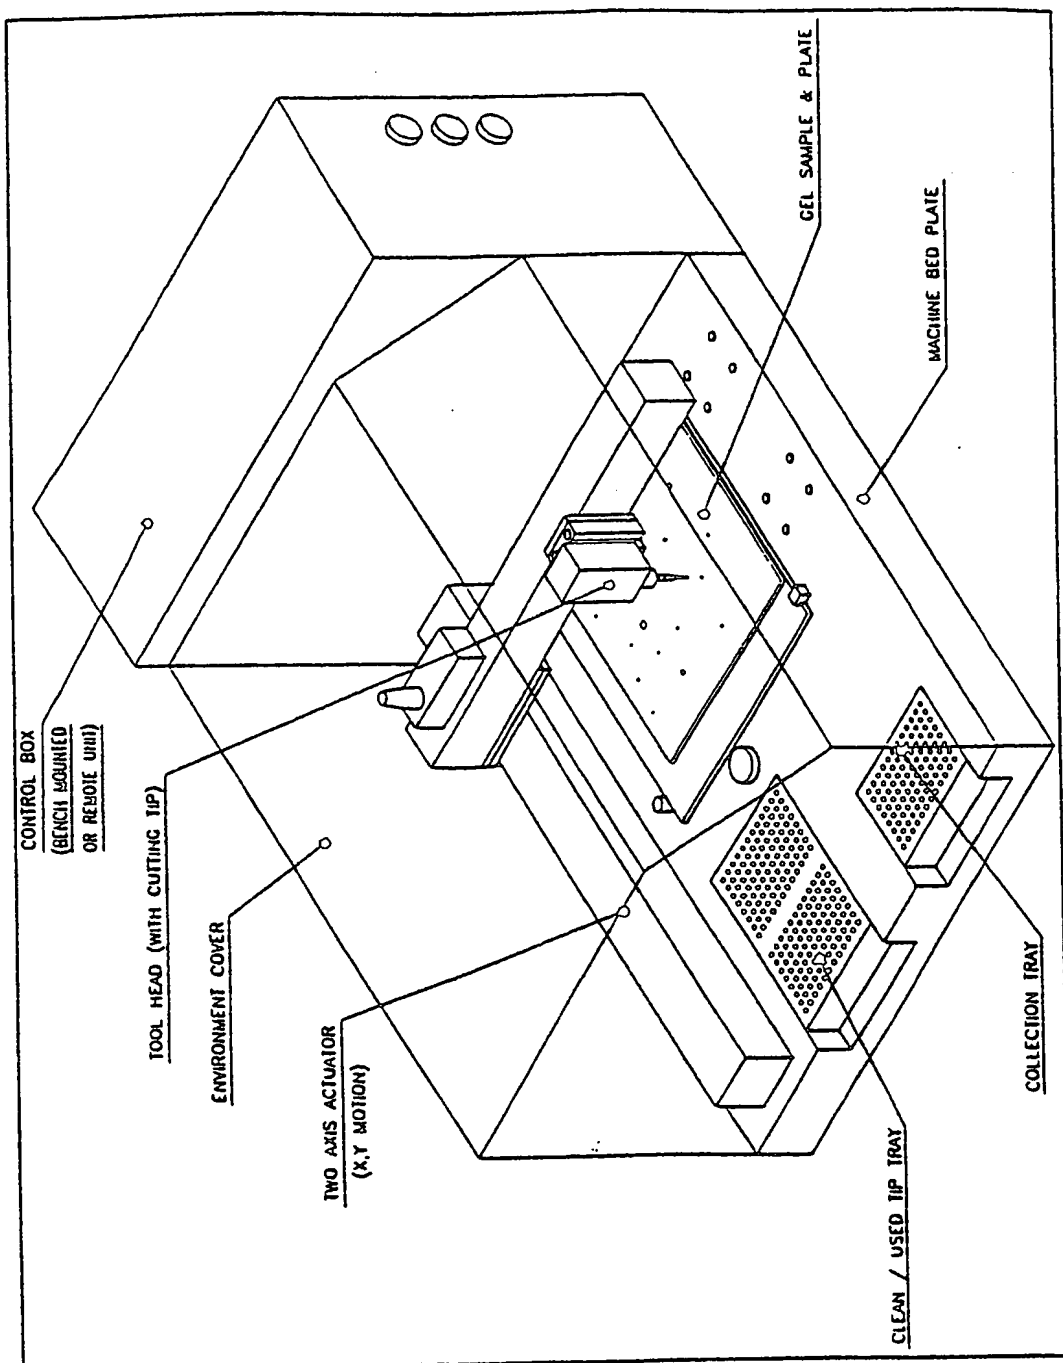 CONTROL BOX
(BENCH MOUNTED
OR REMOTE UNIT)
TOOL HEAD (WITH CUTTING TIP)
ENVIRONMENT COVER
TWO AXIS ACTUATOR
(X,Y MOTION)
CLEAN / USED TIP TRAY
COLLECTION TRAY
MACHINE BED PLATE
GEL SAMPLE & PLATE